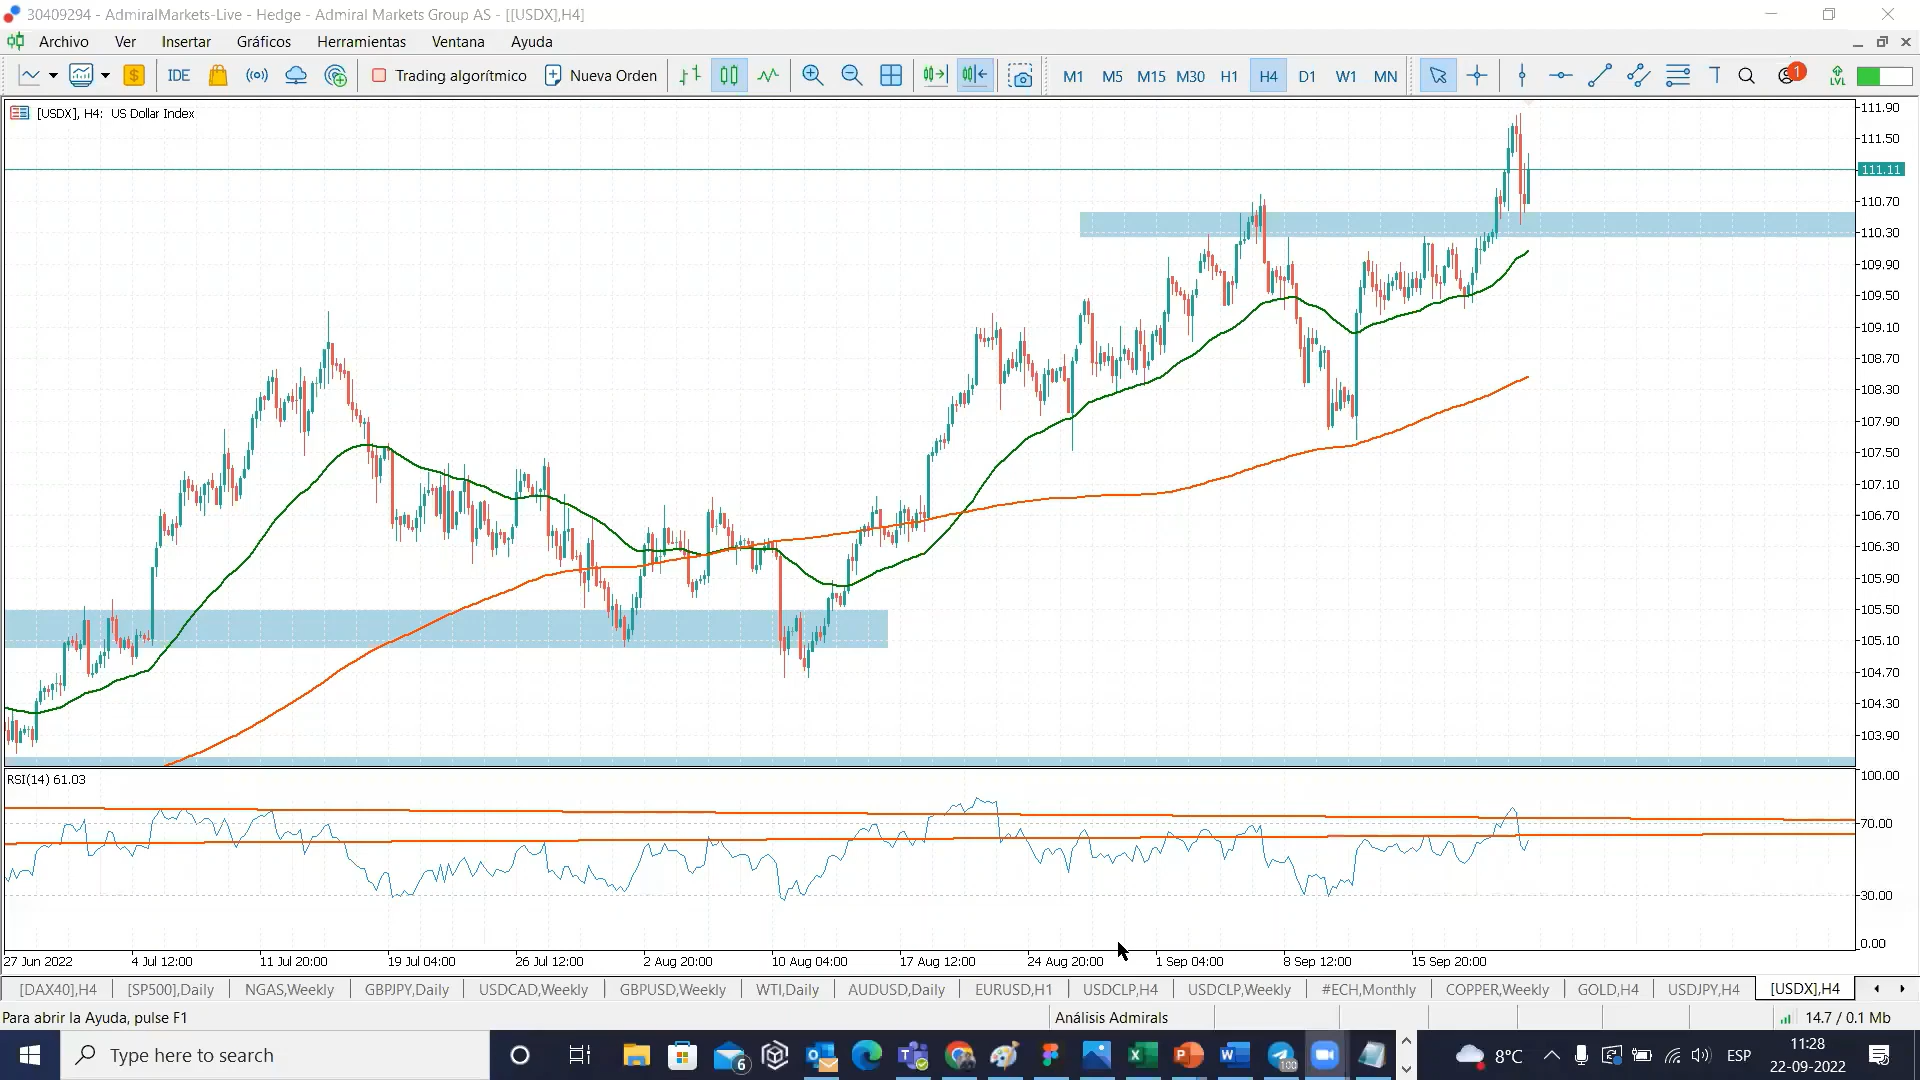 30409294 - AdmiralMarkets-Live - Hedge - Admiral Markets Group AS - [[USDX],H4]
Archivo Ver Insertar Gráficos Herramientas Ventana Ayuda
IDE Trading algorítmico Nueva Orden M1 M5 M15 M30 H1 H4 D1 W1 MN T 1 LVL
[USDX], H4: US Dollar Index
111.90
111.50
111.11
110.70
110.30
109.90
109.50
109.10
108.70
108.30
107.90
107.50
107.10
106.70
106.30
105.90
105.50
105.10
104.70
104.30
103.90
RSI(14) 61.03
100.00
70.00
30.00
0.00
27 Jun 2022 4 Jul 12:00 11 Jul 20:00 19 Jul 04:00 26 Jul 12:00 2 Aug 20:00 10 Aug 04:00 17 Aug 12:00 24 Aug 20:00 1 Sep 04:00 8 Sep 12:00 15 Sep 20:00
[DAX40],H4 [SP500],Daily NGAS,Weekly GBPJPY,Daily USDCAD,Weekly GBPUSD,Weekly WTI,Daily AUDUSD,Daily EURUSD,H1 USDCLP,H4 USDCLP,Weekly #ECH,Monthly COPPER,Weekly GOLD,H4 USDJPY,H4 [USDX],H4
Para abrir la Ayuda, pulse F1 Análisis Admirals 14.7 / 0.1 Mb
Type here to search 6 100 8°C ESP 11:28
22-09-2022